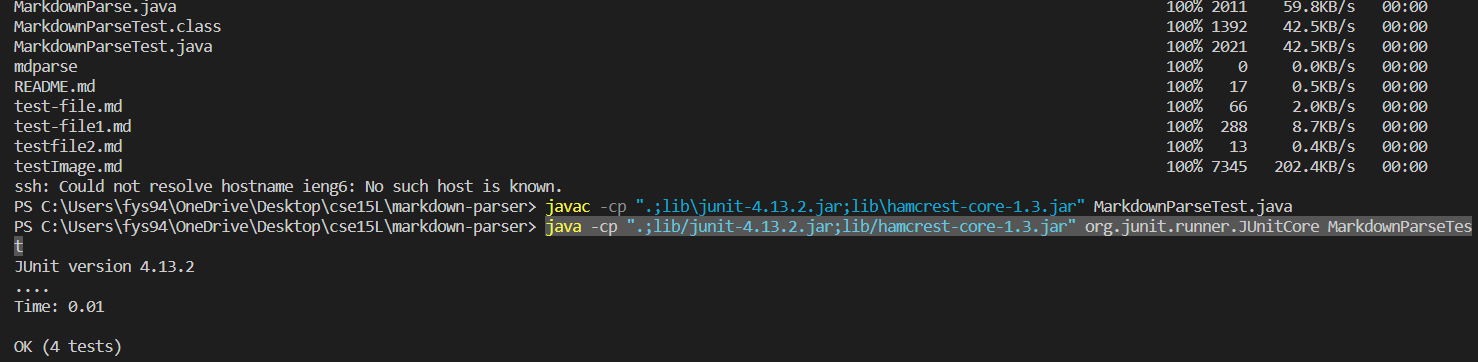 MarkdownParse.java 100% 2011 59.8KB/s 00:00
MarkdownParseTest.class 100% 1392 42.5KB/s 00:00
MarkdownParseTest.java 100% 2021 42.5KB/s 00:00
mdparse 100% 0 0.0KB/s 00:00
README.md 100% 17 0.5KB/s 00:00
test-file.md 100% 66 2.0KB/s 00:00
test-file1.md 100% 288 8.7KB/s 00:00
testfile2.md 100% 13 0.4KB/s 00:00
testImage.md 100% 7345 202.4KB/s 00:00
ssh: Could not resolve hostname ieng6: No such host is known.
PS C:\Users\fys94\OneDrive\Desktop\cse15L\markdown-parser> javac -cp ".;lib\junit-4.13.2.jar;lib\hamcrest-core-1.3.jar" MarkdownParseTest.java
PS C:\Users\fys94\OneDrive\Desktop\cse15L\markdown-parser> java -cp ".;lib/junit-4.13.2.jar;lib/hamcrest-core-1.3.jar" org.junit.runner.JUnitCore MarkdownParseTes
t
JUnit version 4.13.2
....
Time: 0.01
OK (4 tests)